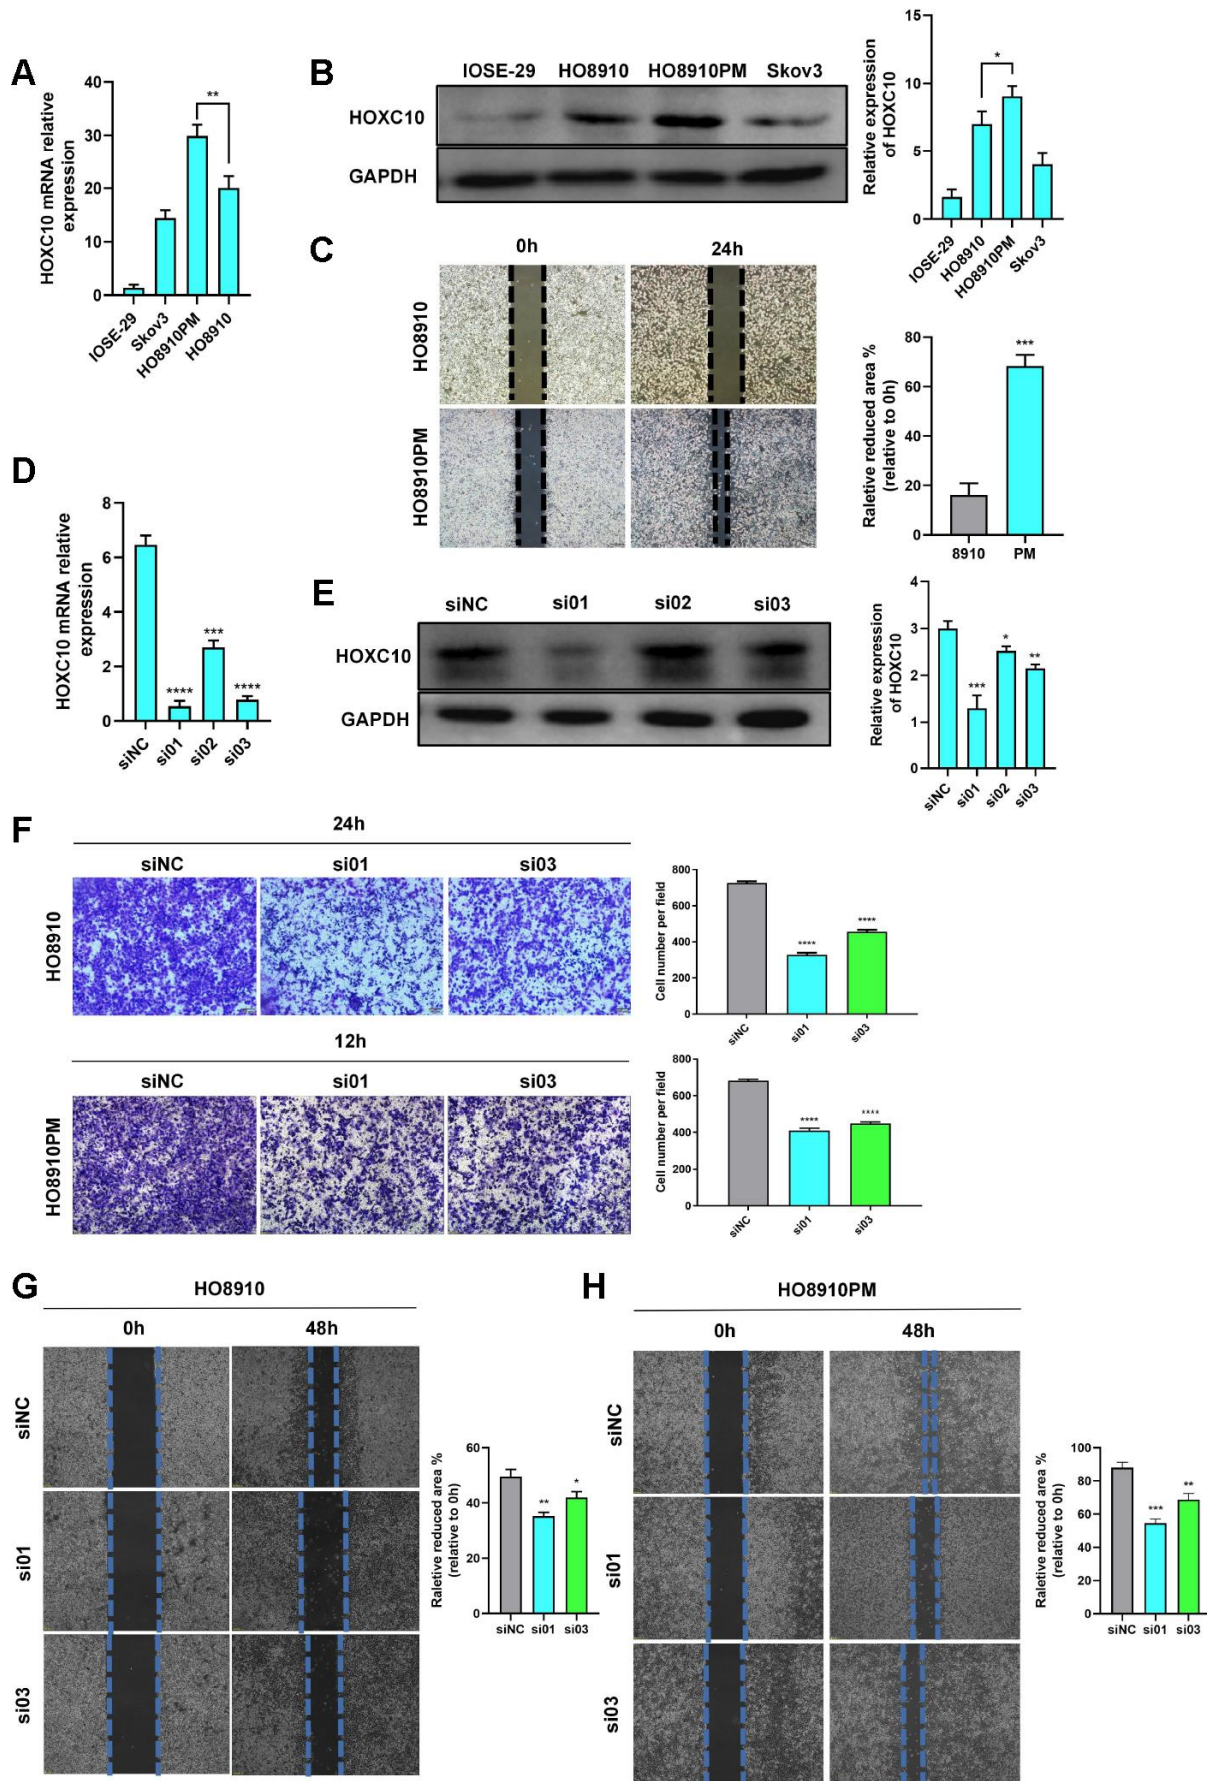 A
HOXC10 mRNA relative
expression
40
30
20
10
0
**
IOSE-29
Skov3
HO8910PM
HO8910
B
IOSE-29 HO8910 HO8910PM Skov3
HOXC10
GAPDH
Relative expression
of HOXC10
15
10
5
0
*
IOSE-29
HO8910
HO8910PM
Skov3
C
0h 24h
HO8910
HO8910PM
Raletive reduced area %
(relative to 0h)
80
60
40
20
0
***
8910 PM
D
HOXC10 mRNA relative
expression
8
6
4
2
0
**** *** ****
siNC
si01
si02
si03
E
siNC si01 si02 si03
HOXC10
GAPDH
Relative expression
of HOXC10
4
3
2
1
0
*** * **
siNC
si01
si02
si03
F
24h
siNC si01 si03
HO8910
Cell number per field
800
600
400
200
0
**** ****
siNC
si01
si03
12h
siNC si01 si03
HO8910PM
Cell number per field
800
600
400
200
0
**** ****
siNC
si01
si03
G
HO8910
0h 48h
siNC
si01
si03
Raletive reduced area %
(relative to 0h)
60
40
20
0
** *
siNC si01 si03
H
HO8910PM
0h 48h
siNC
si01
si03
Raletive reduced area %
(relative to 0h)
100
80
60
40
20
0
*** **
siNC si01 si03